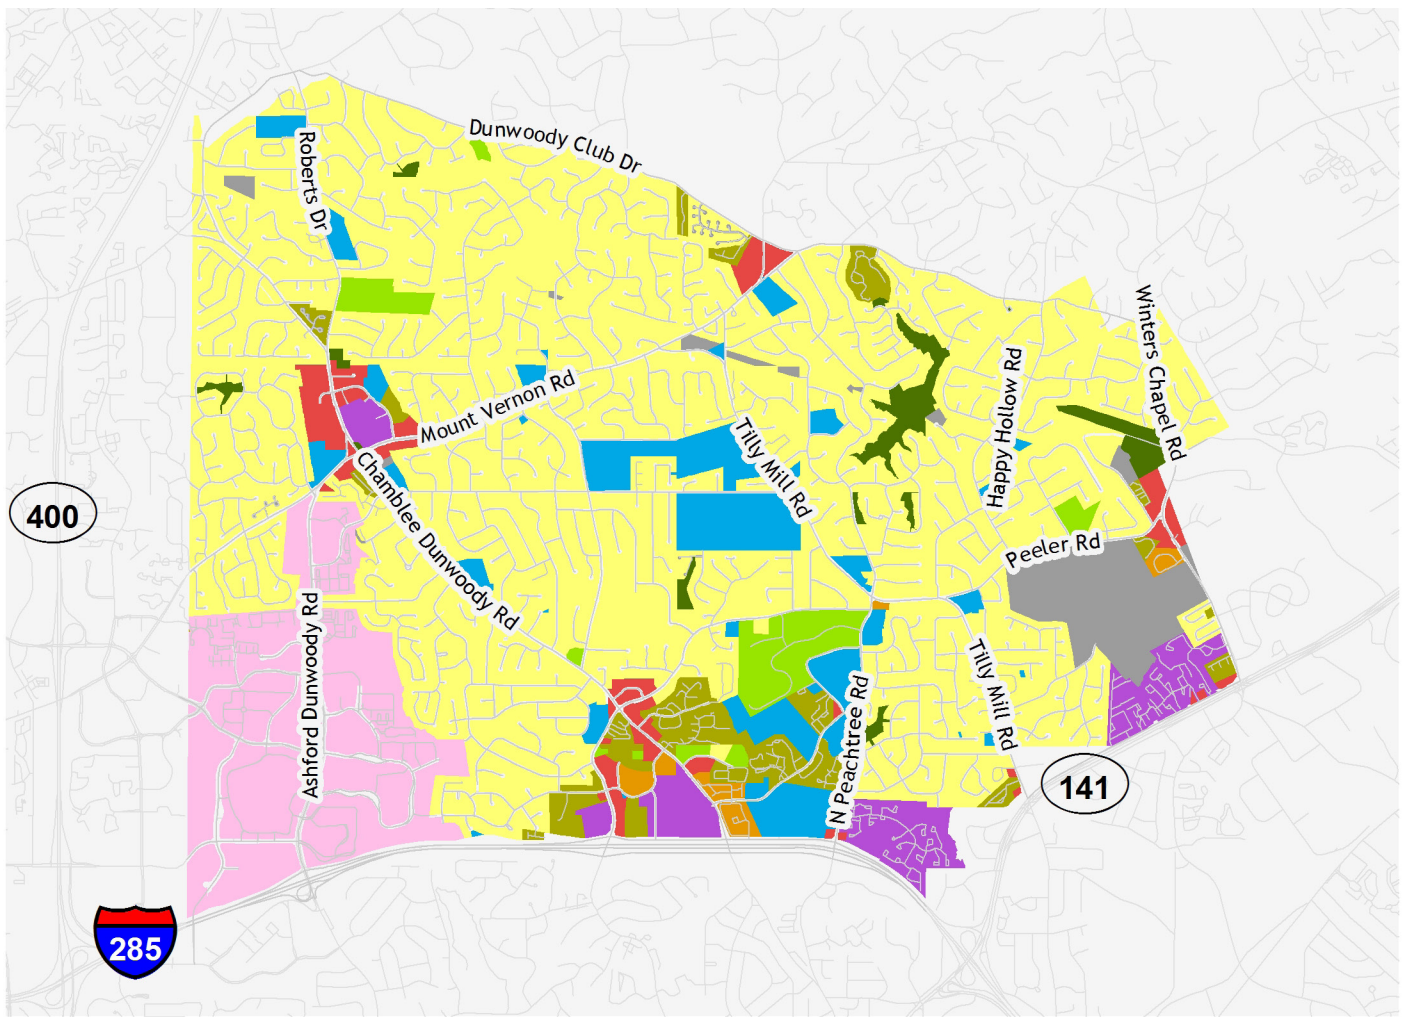 Dunwoody Club Dr
Roberts Dr
Winters Chapel Rd
Happy Hollow Rd
Mount Vernon Rd
Tilly Mill Rd
Chamblee Dunwoody Rd
400
Peeler Rd
Ashford Dunwoody Rd
Tilly Mill Rd
N Peachtree Rd
141
285